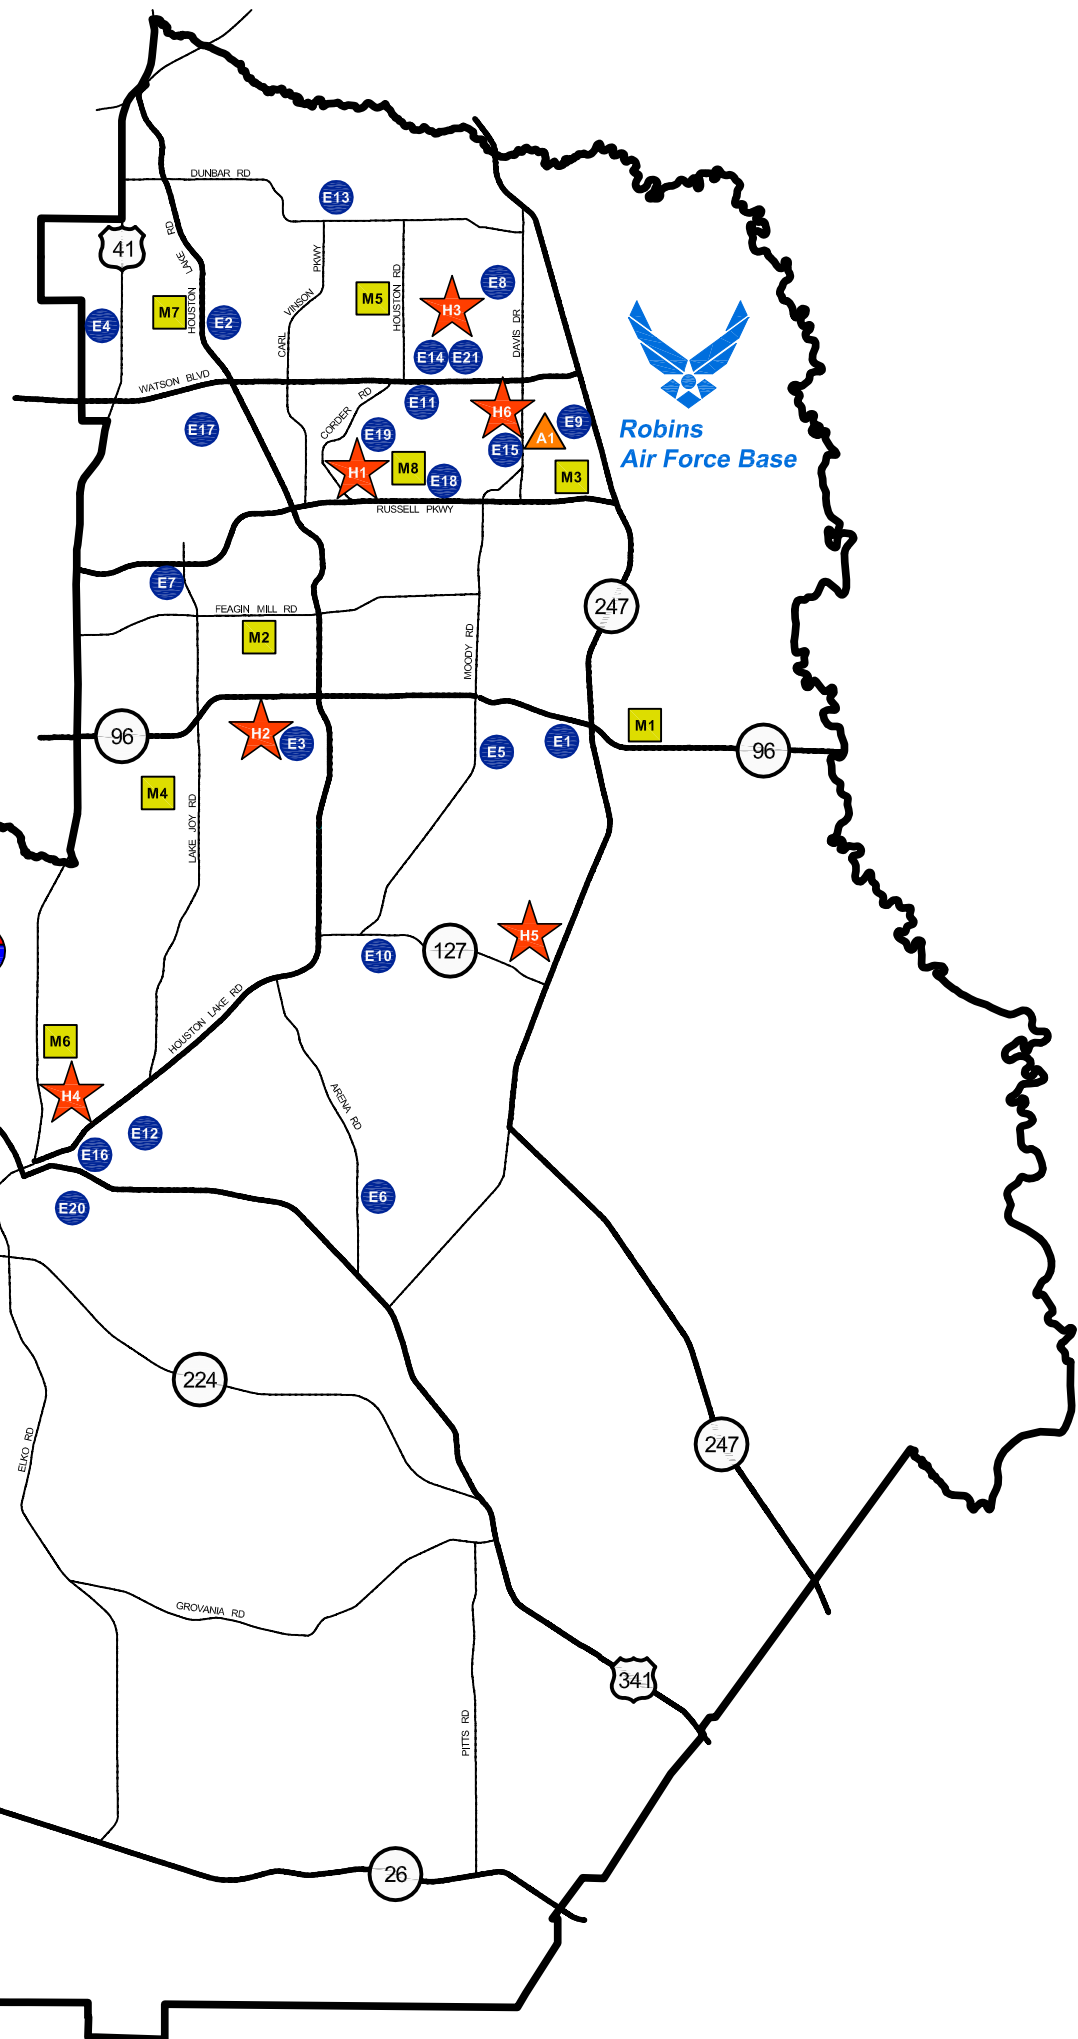 DUNBAR RD
E13
HOUSTON LAKE RD
41
CARL VINSON PKWY
HOUSTON RD
E8
M5
H3
M7
E4
E2
DAVIS DR
E14
E21
WATSON BLVD
E11
CORDER RD
H6
E9
A1
E17
E19
Robins
Air Force Base
E15
H1
M8
E18
M3
RUSSELL PKWY
E7
247
FEAGIN MILL RD
M2
MOODY RD
96
H2
E3
E5
E1
M1
96
M4
LAKE JOY RD
H5
E10
127
HOUSTON LAKE RD
M6
H4
ARENA RD
E12
E16
E6
E20
224
ELKO RD
247
GROVANIA RD
341
PITTS RD
26